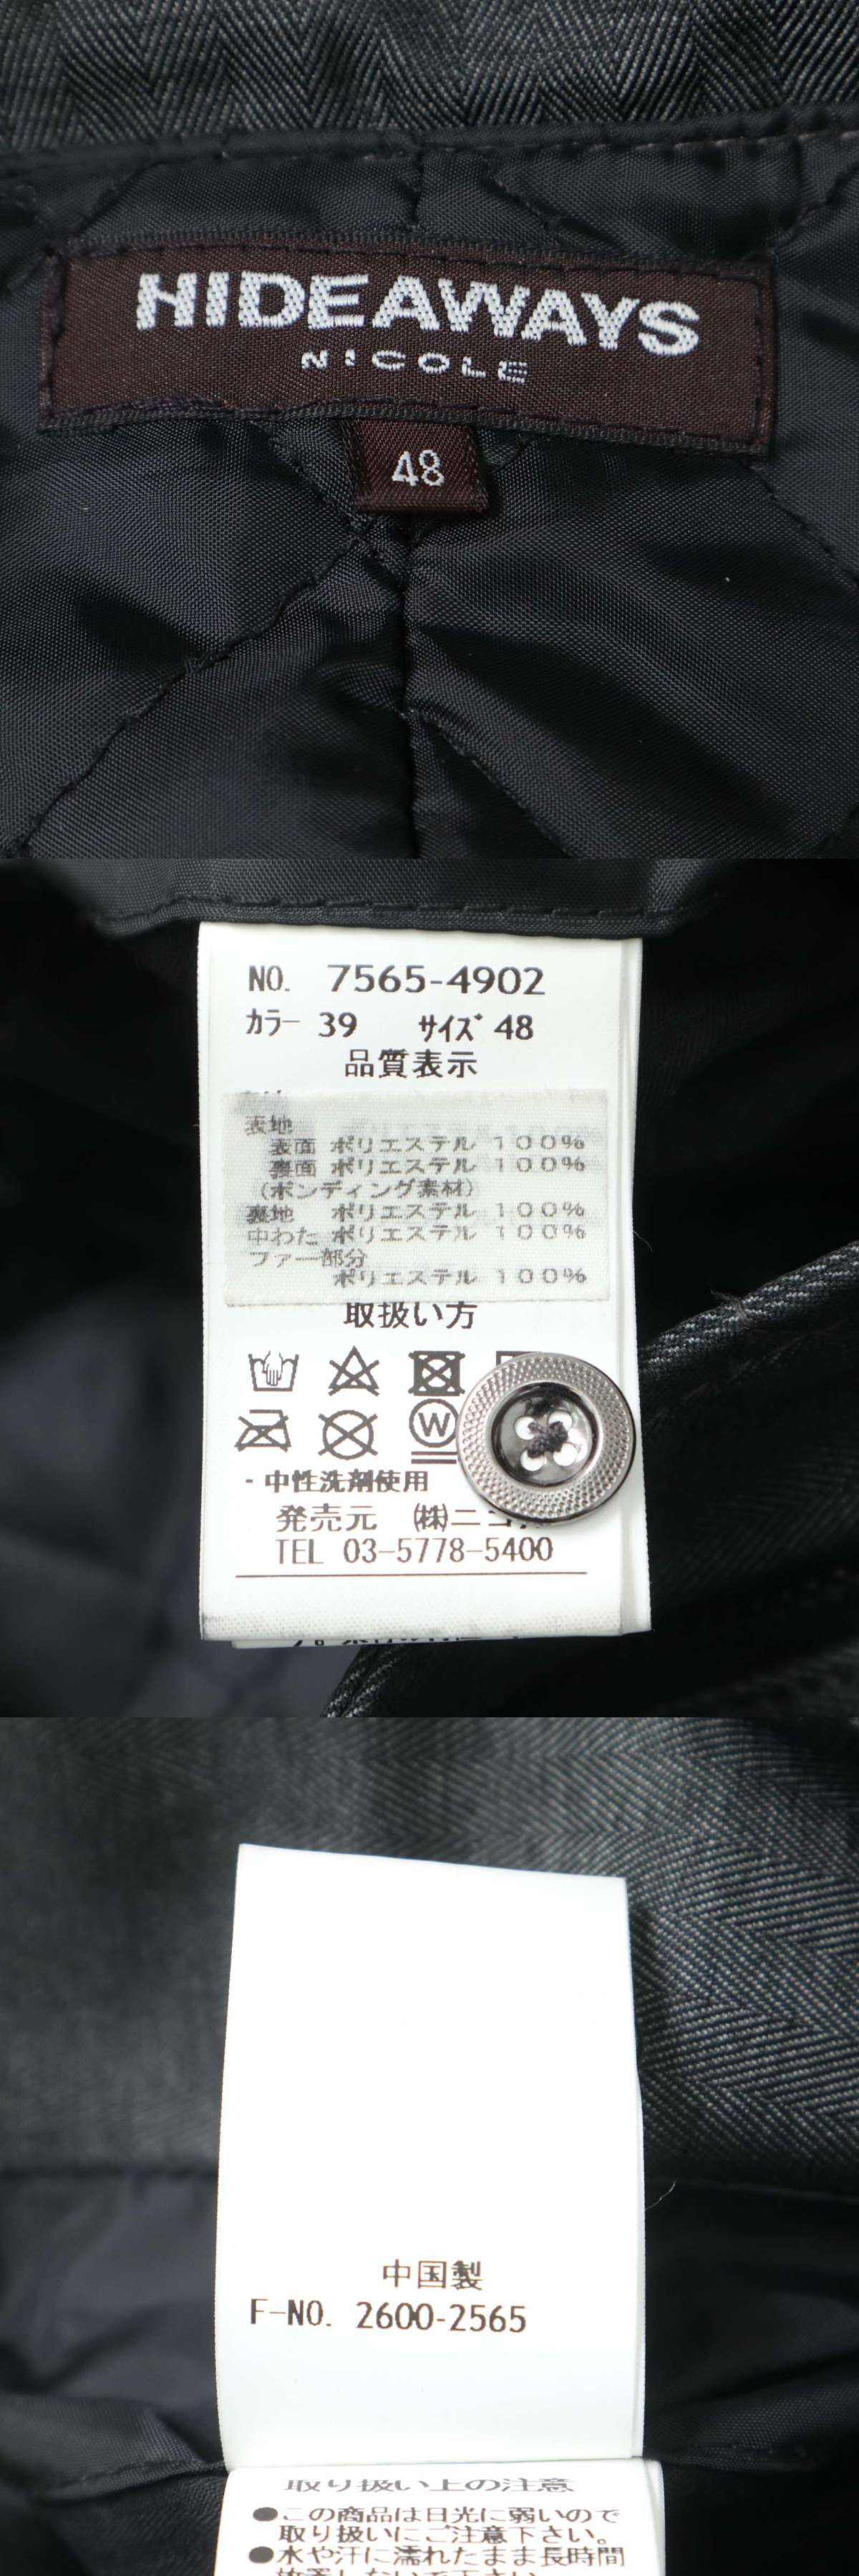 HIDEAWAYS
NICOLE
48
NO. 7565-4902
カラー 39 サイズ 48
品質表示
表地
表面 ポリエステル 100%
裏面 ポリエステル 100%
(ボンディング素材)
裏地 ポリエステル 100%
中わた ポリエステル 100%
ファー部分
ポリエステル 100%
取扱い方
W
- 中性洗剤使用
発売元 (株)ニコ
TEL 03-5778-5400
中国製
F-NO. 2600-2565
取り扱い上の注意
●この商品は日光に弱いので
取り扱いにご注意下さい。
●水や汗に濡れたまま長時間